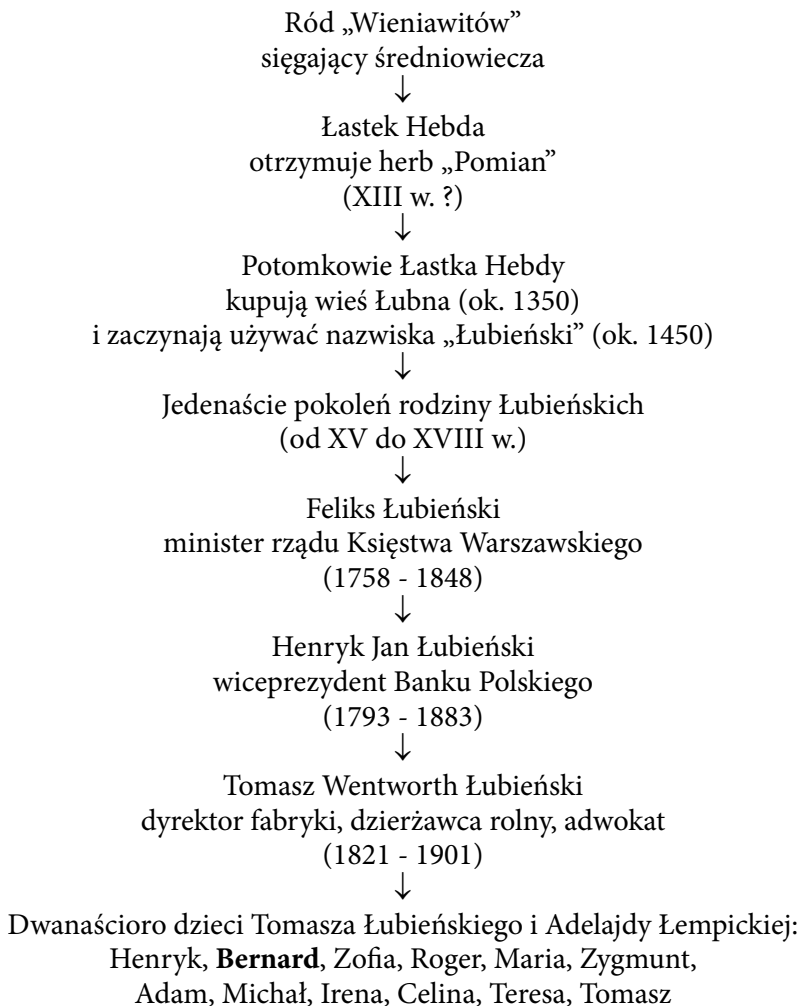 Ród „Wieniawitów”
sięgający średniowiecza
↓
Łastek Hebda
otrzymuje herb „Pomian”
(XIII w. ?)
↓
Potomkowie Łastka Hebdy
kupują wieś Łubna (ok. 1350)
i zaczynają używać nazwiska „Łubieński” (ok. 1450)
↓
Jedenaście pokoleń rodziny Łubieńskich
(od XV do XVIII w.)
↓
Feliks Łubieński
minister rządu Księstwa Warszawskiego
(1758 - 1848)
↓
Henryk Jan Łubieński
wiceprezydent Banku Polskiego
(1793 - 1883)
↓
Tomasz Wentworth Łubieński
dyrektor fabryki, dzierżawca rolny, adwokat
(1821 - 1901)
↓
Dwanaścioro dzieci Tomasza Łubieńskiego i Adelajdy Łempickiej:
Henryk, Bernard, Zofia, Roger, Maria, Zygmunt,
Adam, Michał, Irena, Celina, Teresa, Tomasz